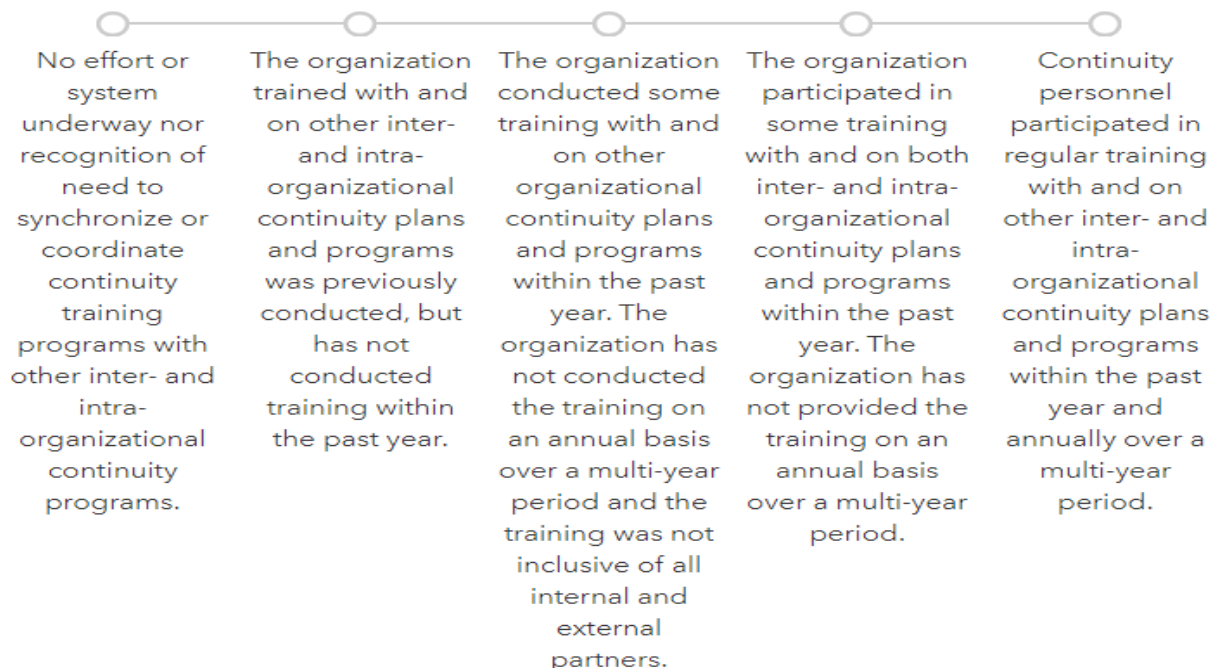 No effort or
system
underway nor
recognition of
need to
synchronize or
coordinate
continuity
training
programs with
other inter- and
intra-
organizational
continuity
programs.
The organization
trained with and
on other inter-
and intra-
organizational
continuity plans
and programs
was previously
conducted, but
has not
conducted
training within
the past year.
The organization
conducted some
training with and
on other
organizational
continuity plans
and programs
within the past
year. The
organization has
not conducted
the training on
an annual basis
over a multi-year
period and the
training was not
inclusive of all
internal and
external
partners.
The organization
participated in
some training
with and on both
inter- and intra-
organizational
continuity plans
and programs
within the past
year. The
organization has
not provided the
training on an
annual basis
over a multi-year
period.
Continuity
personnel
participated in
regular training
with and on
other inter- and
intra-
organizational
continuity plans
and programs
within the past
year and
annually over a
multi-year
period.